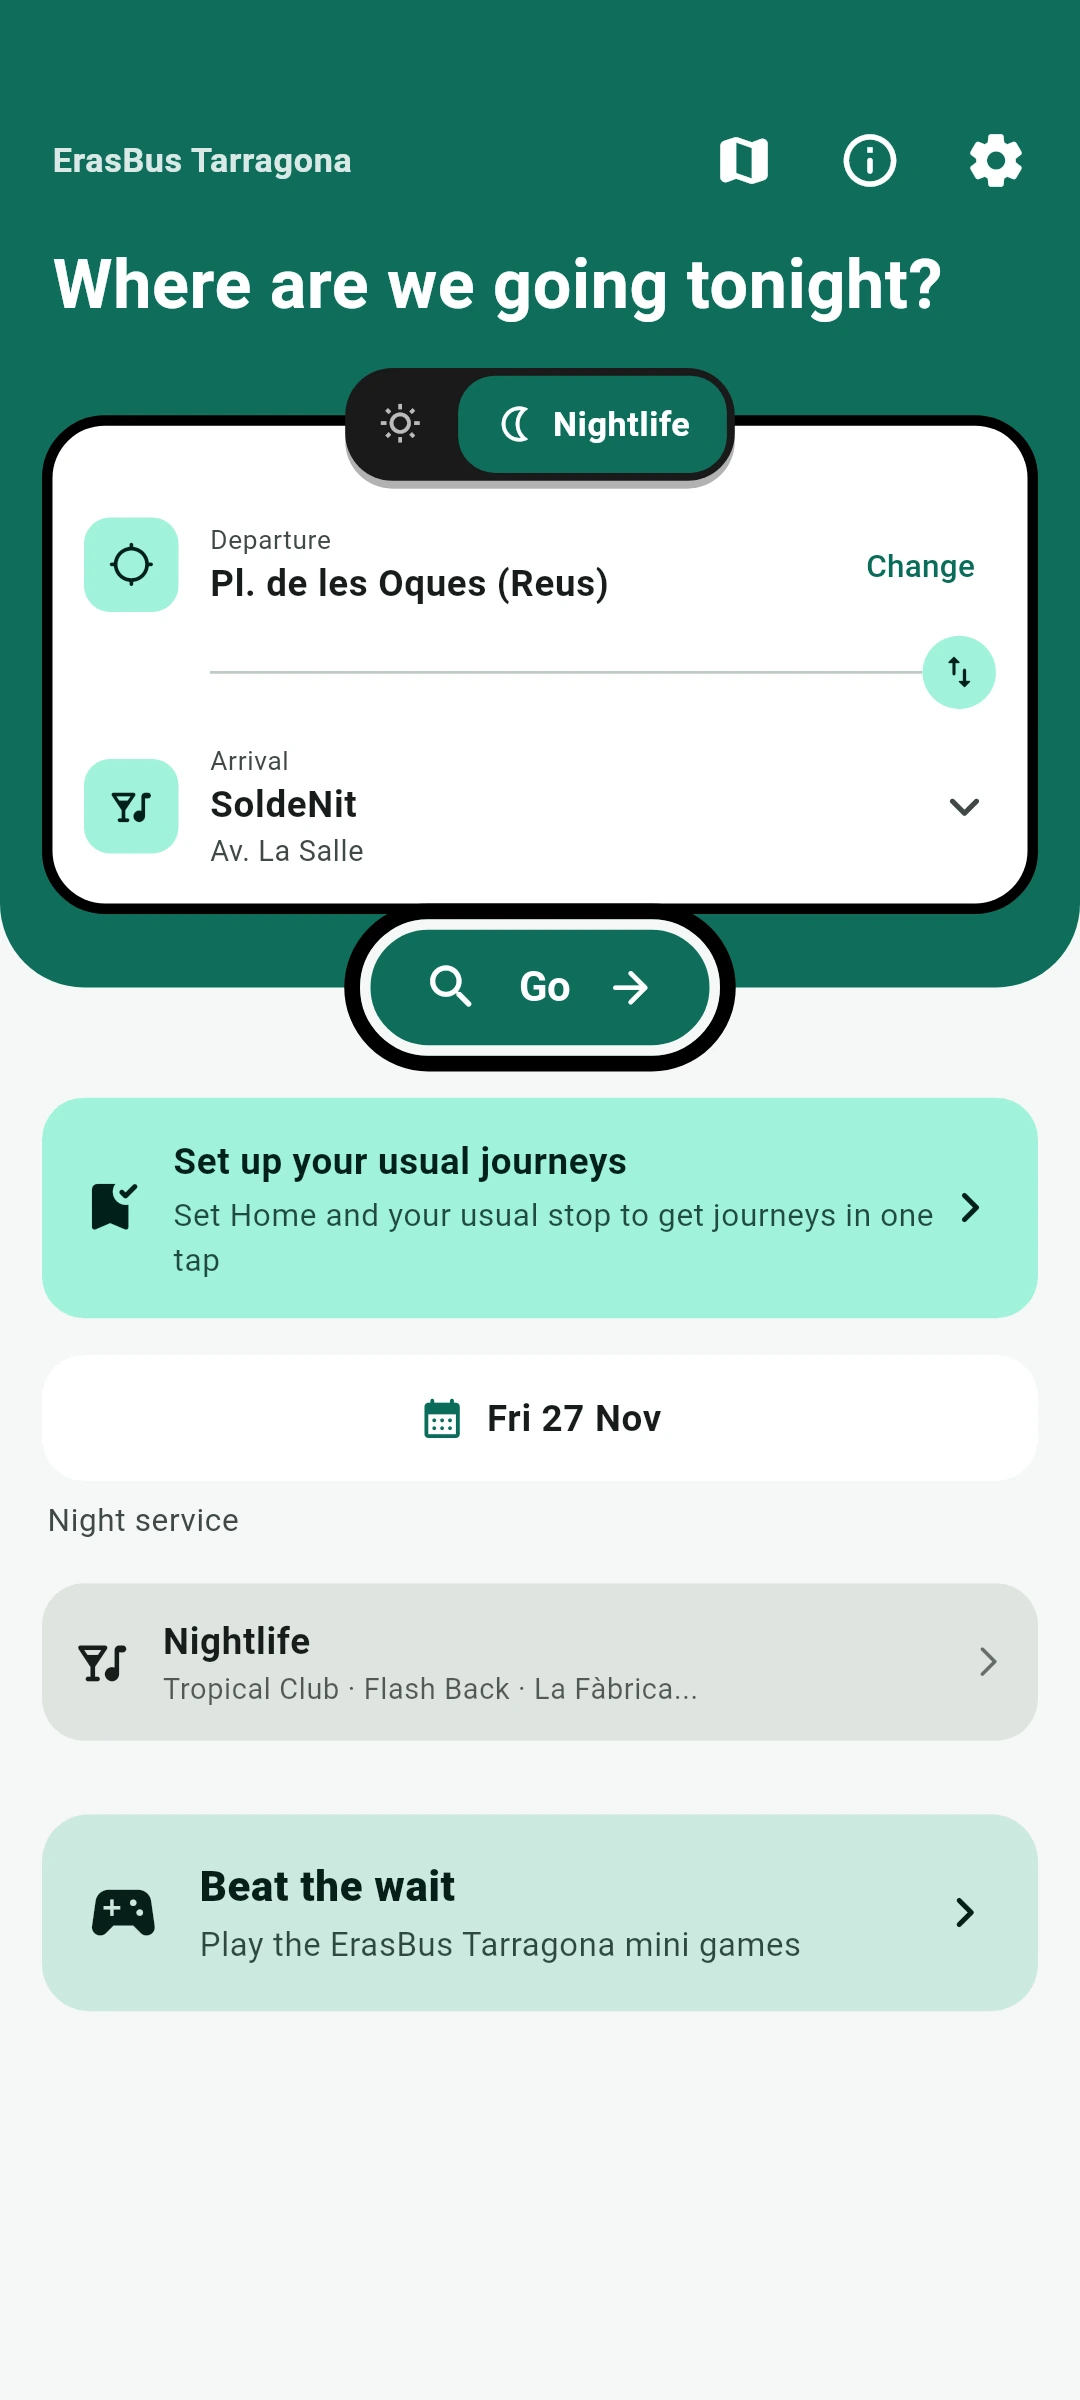 ErasBus Tarragona
Where are we going tonight?
Nightlife
Departure
Pl. de les Oques (Reus)
Change
Arrival
SoldeNit
Av. La Salle
Go
Set up your usual journeys
Set Home and your usual stop to get journeys in one
tap
Fri 27 Nov
Night service
Nightlife
Tropical Club · Flash Back · La Fàbrica...
Beat the wait
Play the ErasBus Tarragona mini games